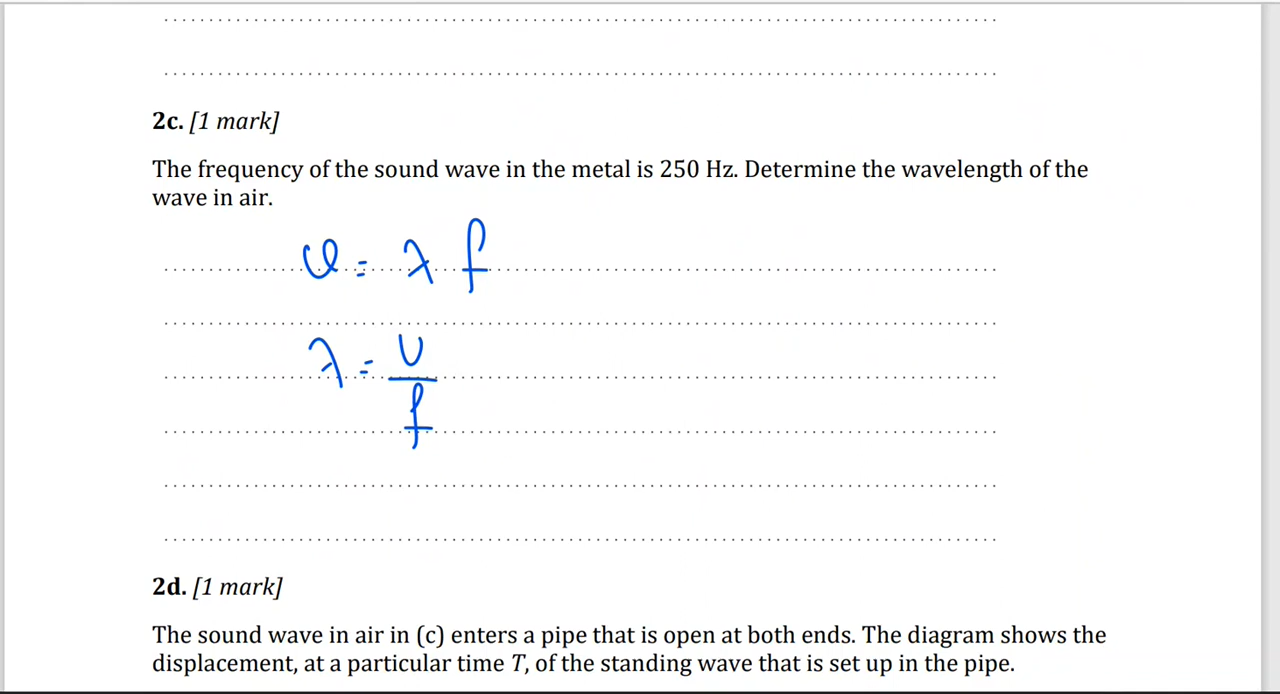 2c. [1 mark]
The frequency of the sound wave in the metal is 250 Hz. Determine the wavelength of the
wave in air.
v = λ f
λ = v
f
2d. [1 mark]
The sound wave in air in (c) enters a pipe that is open at both ends. The diagram shows the
displacement, at a particular time T, of the standing wave that is set up in the pipe.